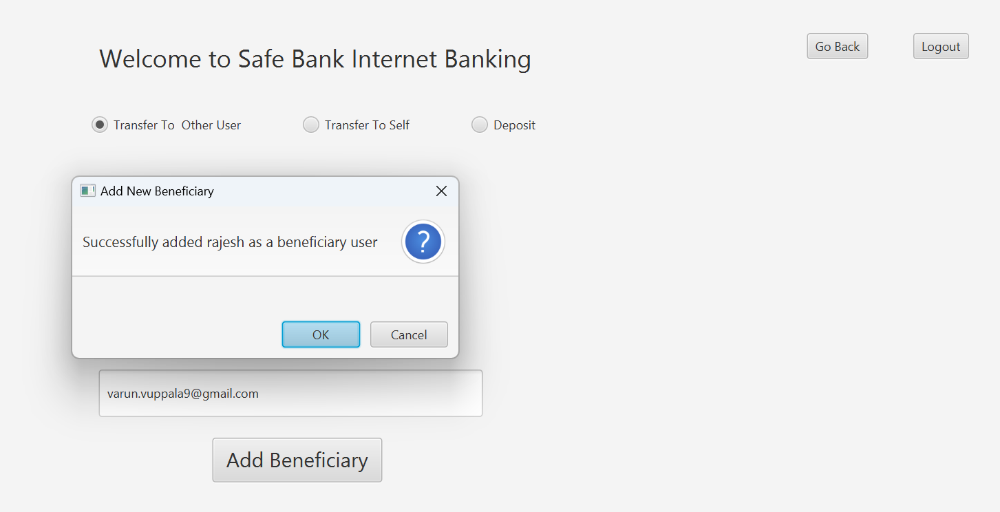 Welcome to Safe Bank Internet Banking
Go Back
Logout
Transfer To  Other User
Transfer To Self
Deposit
Add New Beneficiary
Successfully added rajesh as a beneficiary user
?
OK
Cancel
varun.vuppala9@gmail.com
Add Beneficiary